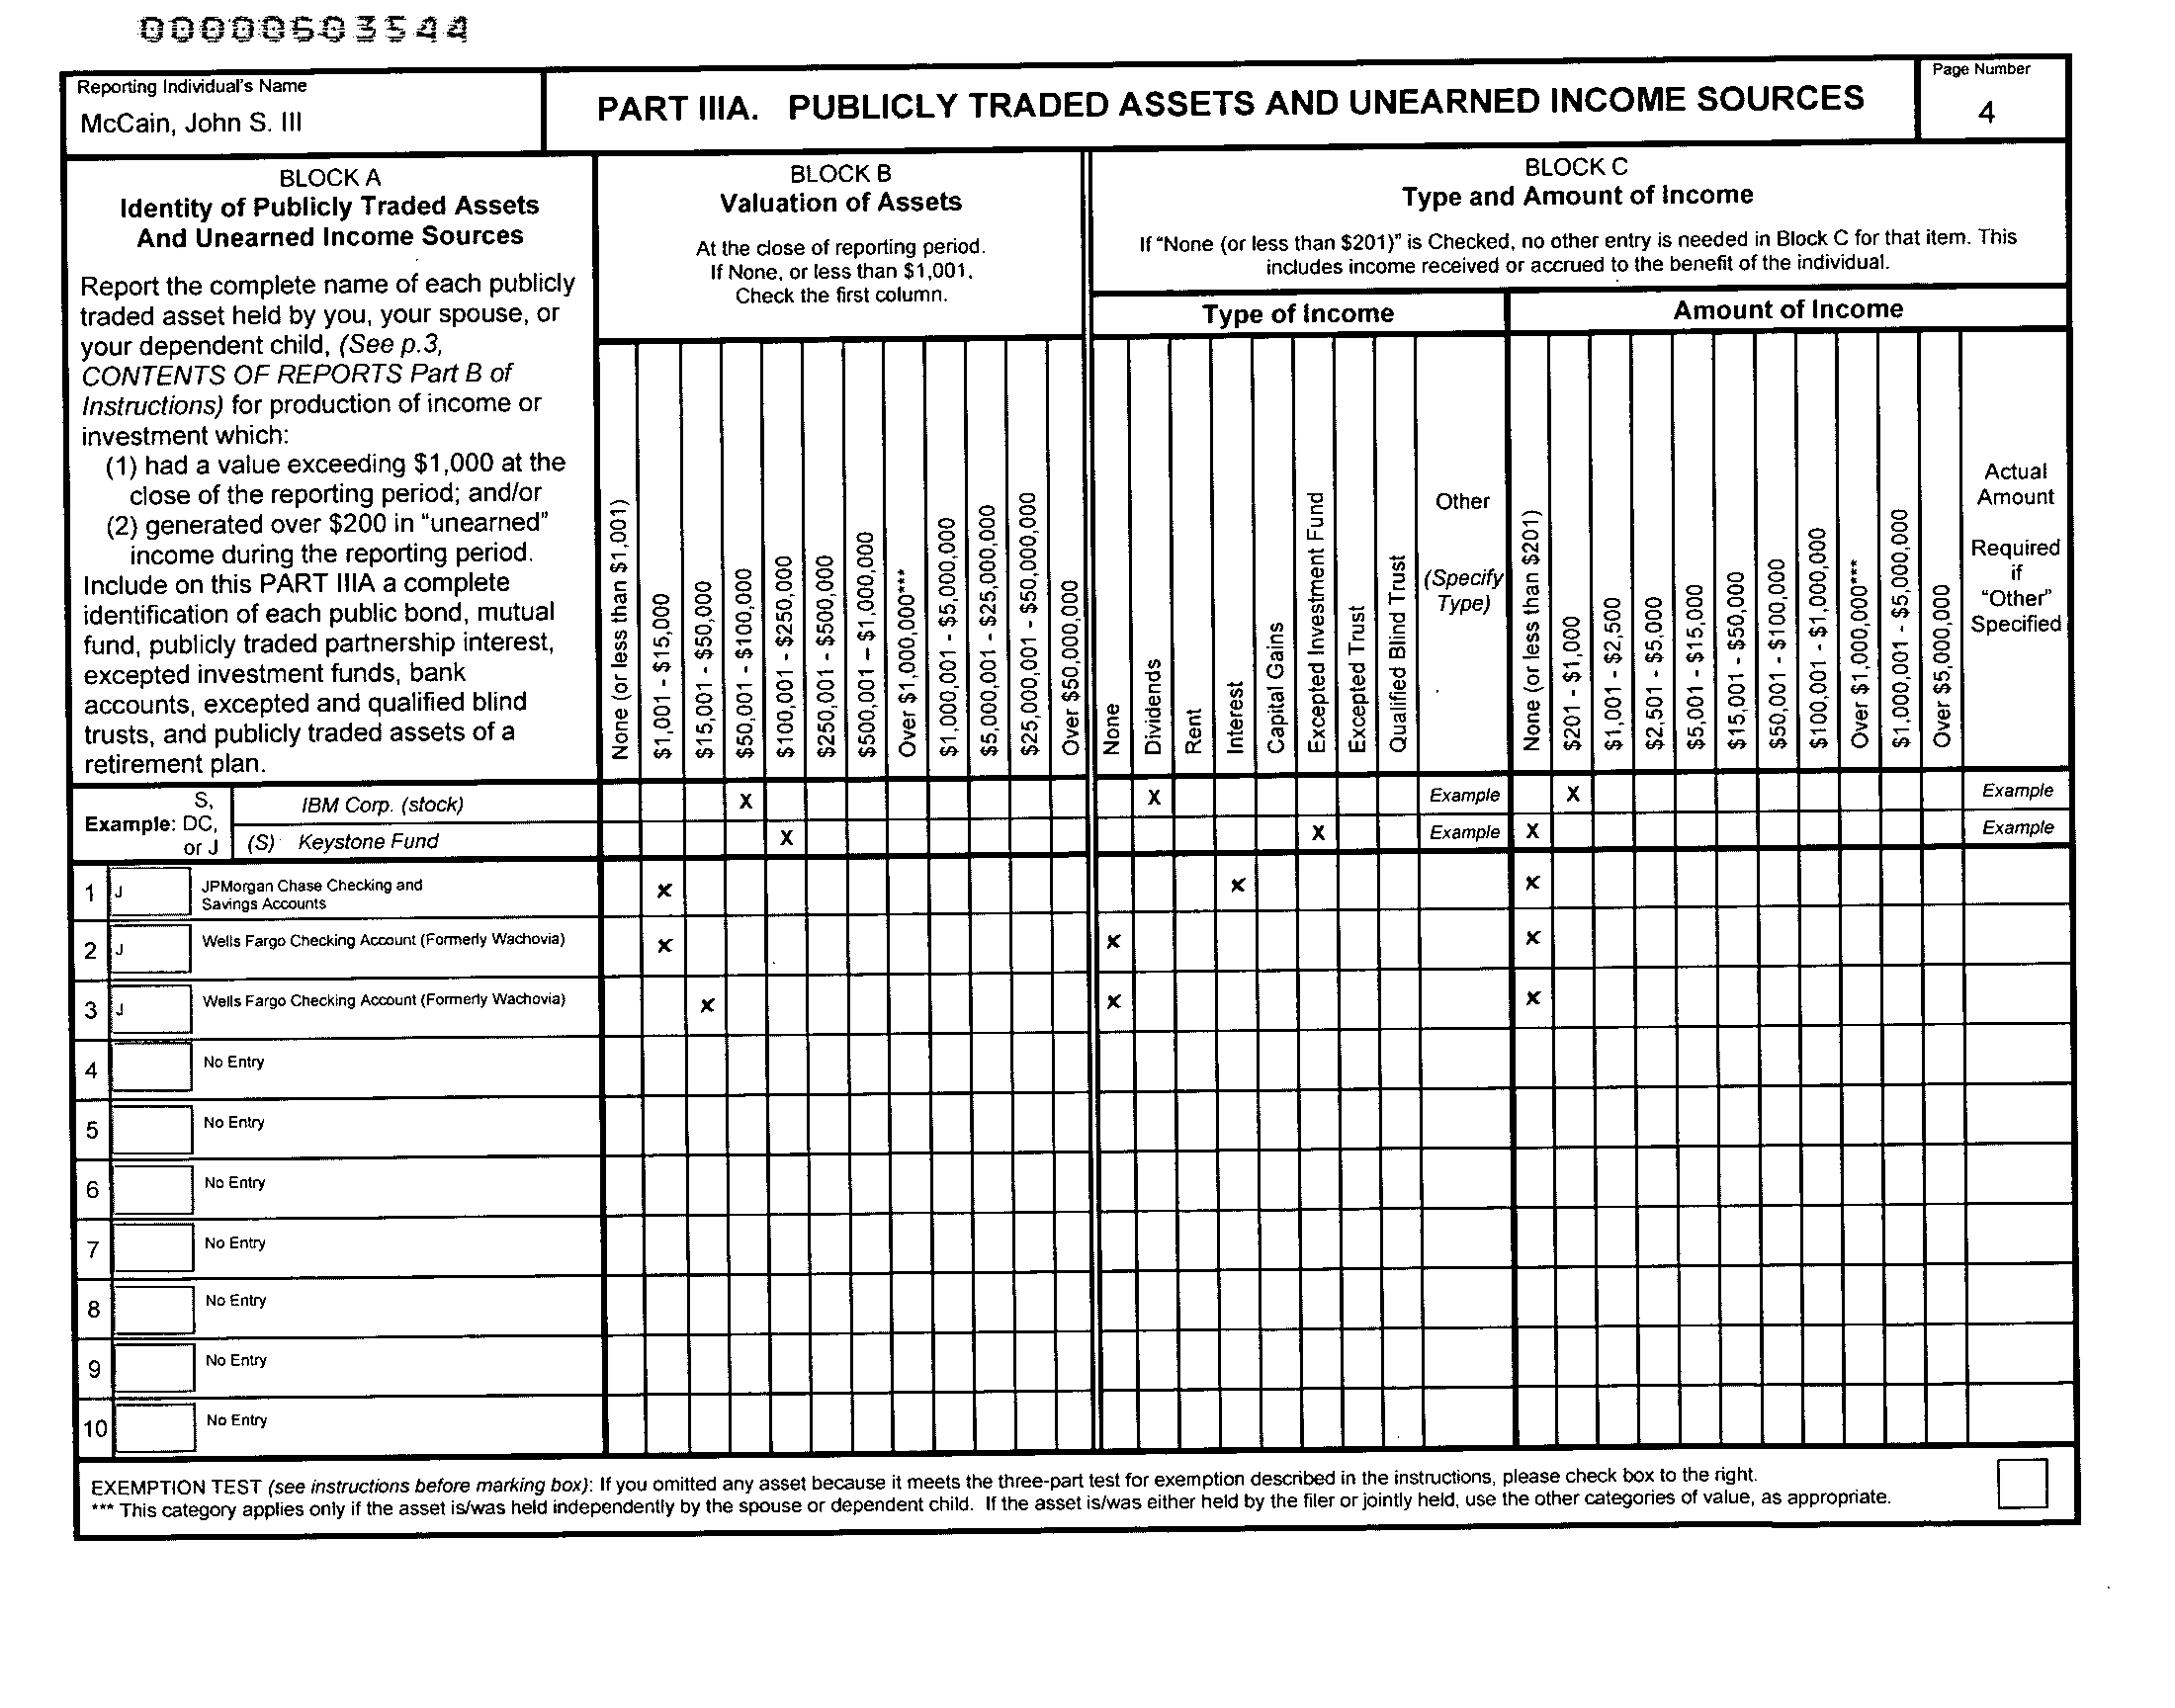 00000503544
Reporting Individual's Name
McCain, John S. III
PART IIIA. PUBLICLY TRADED ASSETS AND UNEARNED INCOME SOURCES
Page Number
4
BLOCK A
Identity of Publicly Traded Assets
And Unearned Income Sources
Report the complete name of each publicly
traded asset held by you, your spouse, or
your dependent child, (See p.3,
CONTENTS OF REPORTS Part B of
Instructions) for production of income or
investment which:
(1) had a value exceeding $1,000 at the
close of the reporting period; and/or
(2) generated over $200 in "unearned"
income during the reporting period.
Include on this PART IIIA a complete
identification of each public bond, mutual
fund, publicly traded partnership interest,
excepted investment funds, bank
accounts, excepted and qualified blind
trusts, and publicly traded assets of a
retirement plan.
BLOCK B
Valuation of Assets
At the close of reporting period.
If None, or less than $1,001,
Check the first column.
None (or less than $1,001)
$1,001 - $15,000
$15,001 - $50,000
$50,001 - $100,000
$100,001 - $250,000
$250,001 - $500,000
$500,001 – $1,000,000
Over $1,000,000***
$1,000,001 - $5,000,000
$5,000,001 - $25,000,000
$25,000,001 - $50,000,000
Over $50,000,000
BLOCK C
Type and Amount of Income
If "None (or less than $201)" is Checked, no other entry is needed in Block C for that item. This
includes income received or accrued to the benefit of the individual.
Type of Income
None
Dividends
Rent
Interest
Capital Gains
Excepted Investment Fund
Excepted Trust
Qualified Blind Trust
Other
(Specify
Type)
Amount of Income
None (or less than $201)
$201 - $1,000
$1,001 - $2,500
$2,501 - $5,000
$5,001 - $15,000
$15,001 - $50,000
$50,001 - $100,000
$100,001 - $1,000,000
Over $1,000,000***
$1,000,001 - $5,000,000
Over $5,000,000
Actual
Amount
Required
if
"Other"
Specified
Example: S, DC, or J
IBM Corp. (stock) X X Example X Example
(S) Keystone Fund X X Example X Example
1 J JPMorgan Chase Checking and x x x
Savings Accounts
2 J Wells Fargo Checking Account (Formerly Wachovia) x x x
3 J Wells Fargo Checking Account (Formerly Wachovia) x x x
4 No Entry
5 No Entry
6 No Entry
7 No Entry
8 No Entry
9 No Entry
10 No Entry
EXEMPTION TEST (see instructions before marking box): If you omitted any asset because it meets the three-part test for exemption described in the instructions, please check box to the right.
*** This category applies only if the asset is/was held independently by the spouse or dependent child. If the asset is/was either held by the filer or jointly held, use the other categories of value, as appropriate.